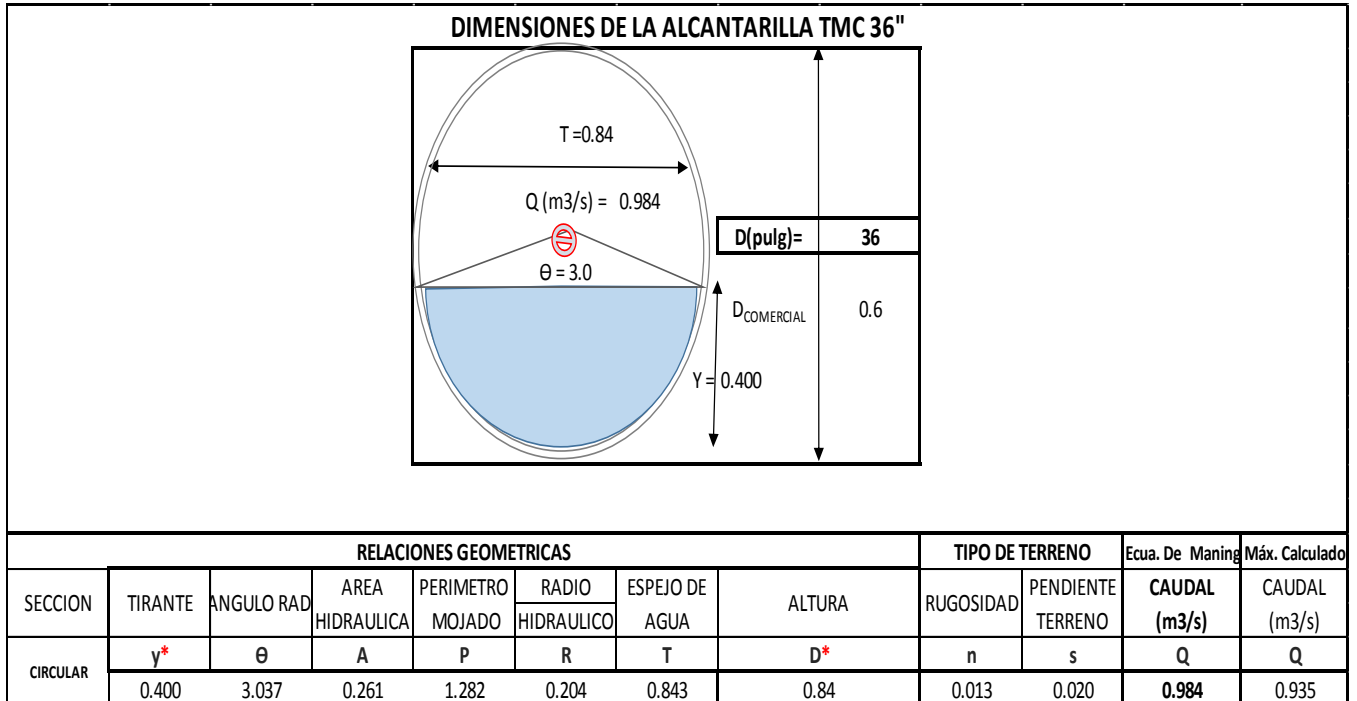 DIMENSIONES DE LA ALCANTARILLA TMC 36"
T =0.84
Q (m3/s) = 0.984
D(pulg)= 36
Θ
Θ = 3.0
DCOMERCIAL 0.6
Y = 0.400
RELACIONES GEOMETRICAS TIPO DE TERRENO Ecua. De Maning Máx. Calculado
SECCION TIRANTE ANGULO RAD AREA HIDRAULICA PERIMETRO MOJADO RADIO HIDRAULICO ESPEJO DE AGUA ALTURA RUGOSIDAD PENDIENTE TERRENO CAUDAL (m3/s) CAUDAL (m3/s)
CIRCULAR y* Θ A P R T D* n s Q Q
0.400 3.037 0.261 1.282 0.204 0.843 0.84 0.013 0.020 0.984 0.935